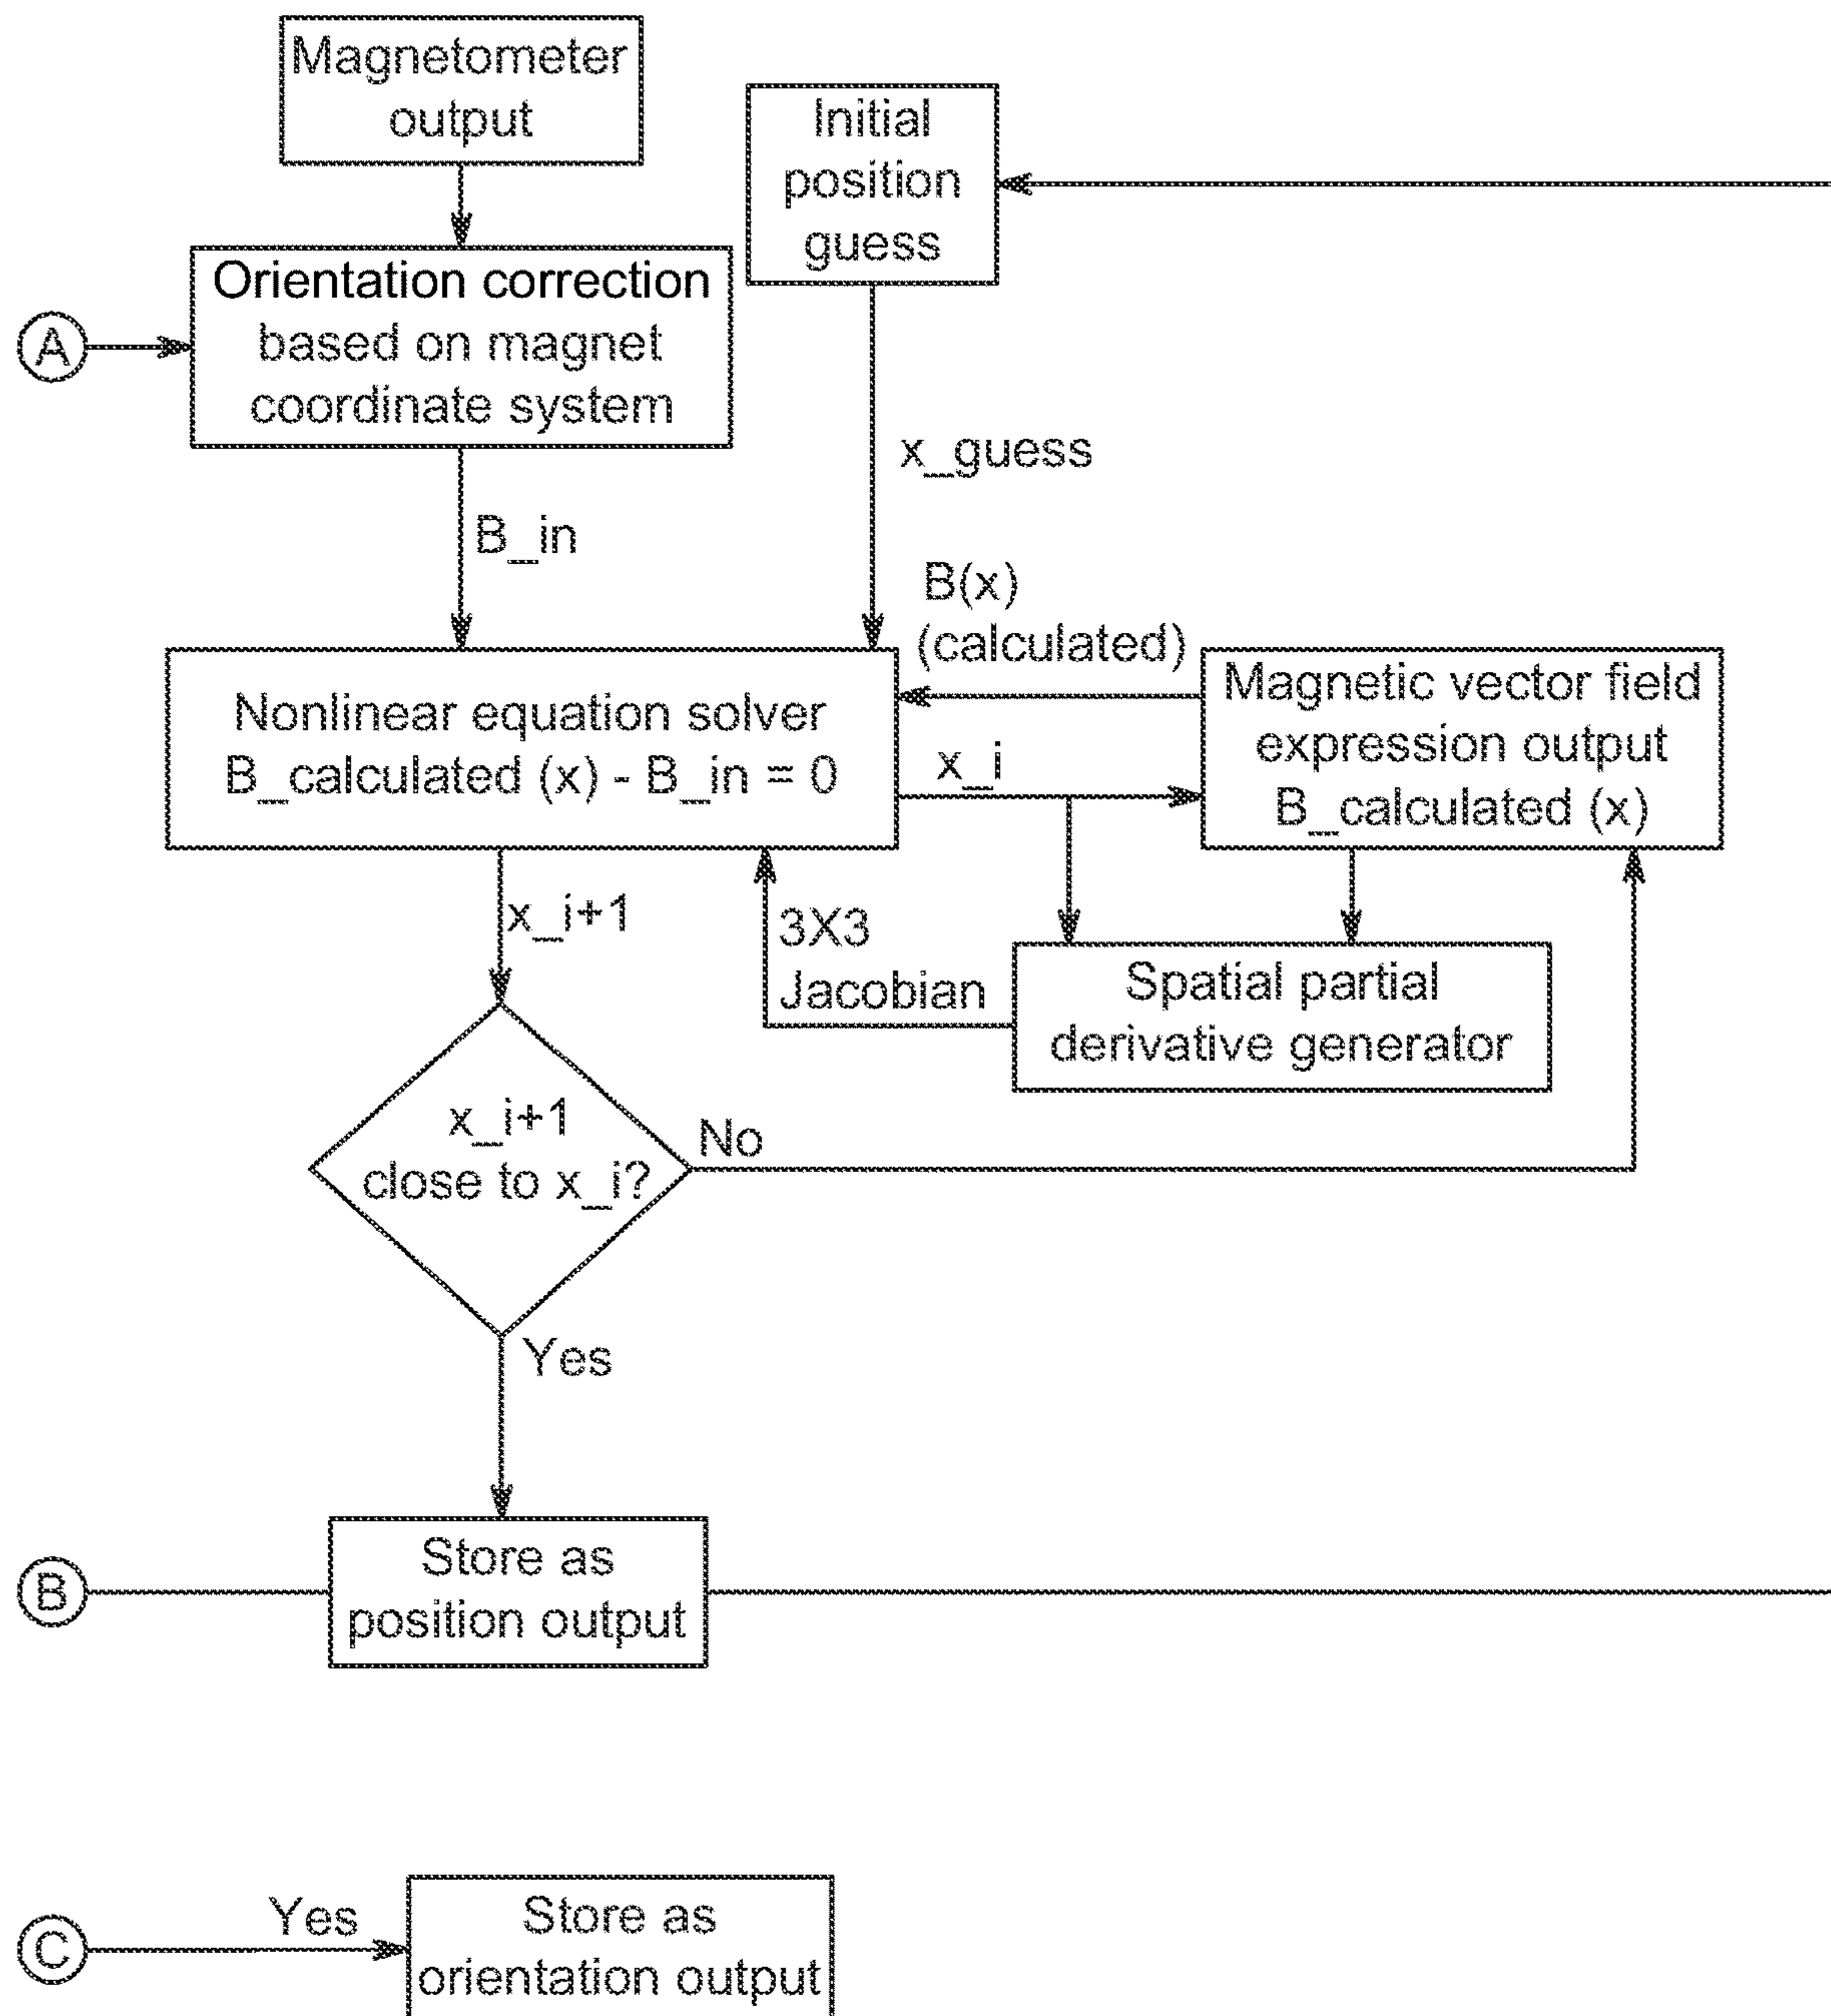 Magnetometer
output
Initial
position
guess
Orientation correction
based on magnet
coordinate system
A
x_guess
B_in
B(x)
(calculated)
Nonlinear equation solver
B_calculated (x) - B_in = 0
x_i
Magnetic vector field
expression output
B_calculated (x)
x_i+1
3X3
Jacobian
Spatial partial
derivative generator
x_i+1
close to x_i?
No
Yes
B
Store as
position output
C
Yes
Store as
orientation output